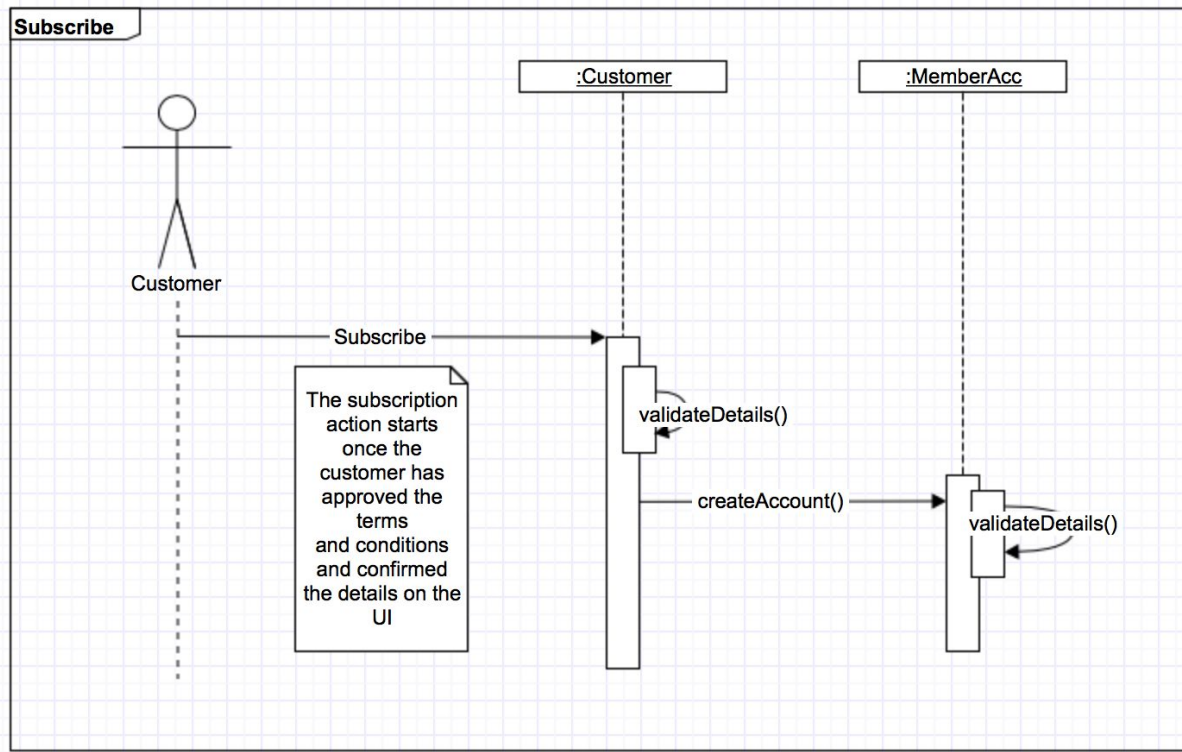 Subscribe
:Customer
:MemberAcc
Customer
Subscribe
The subscription
action starts
once the
customer has
approved the
terms
and conditions
and confirmed
the details on the
UI
validateDetails()
createAccount()
validateDetails()